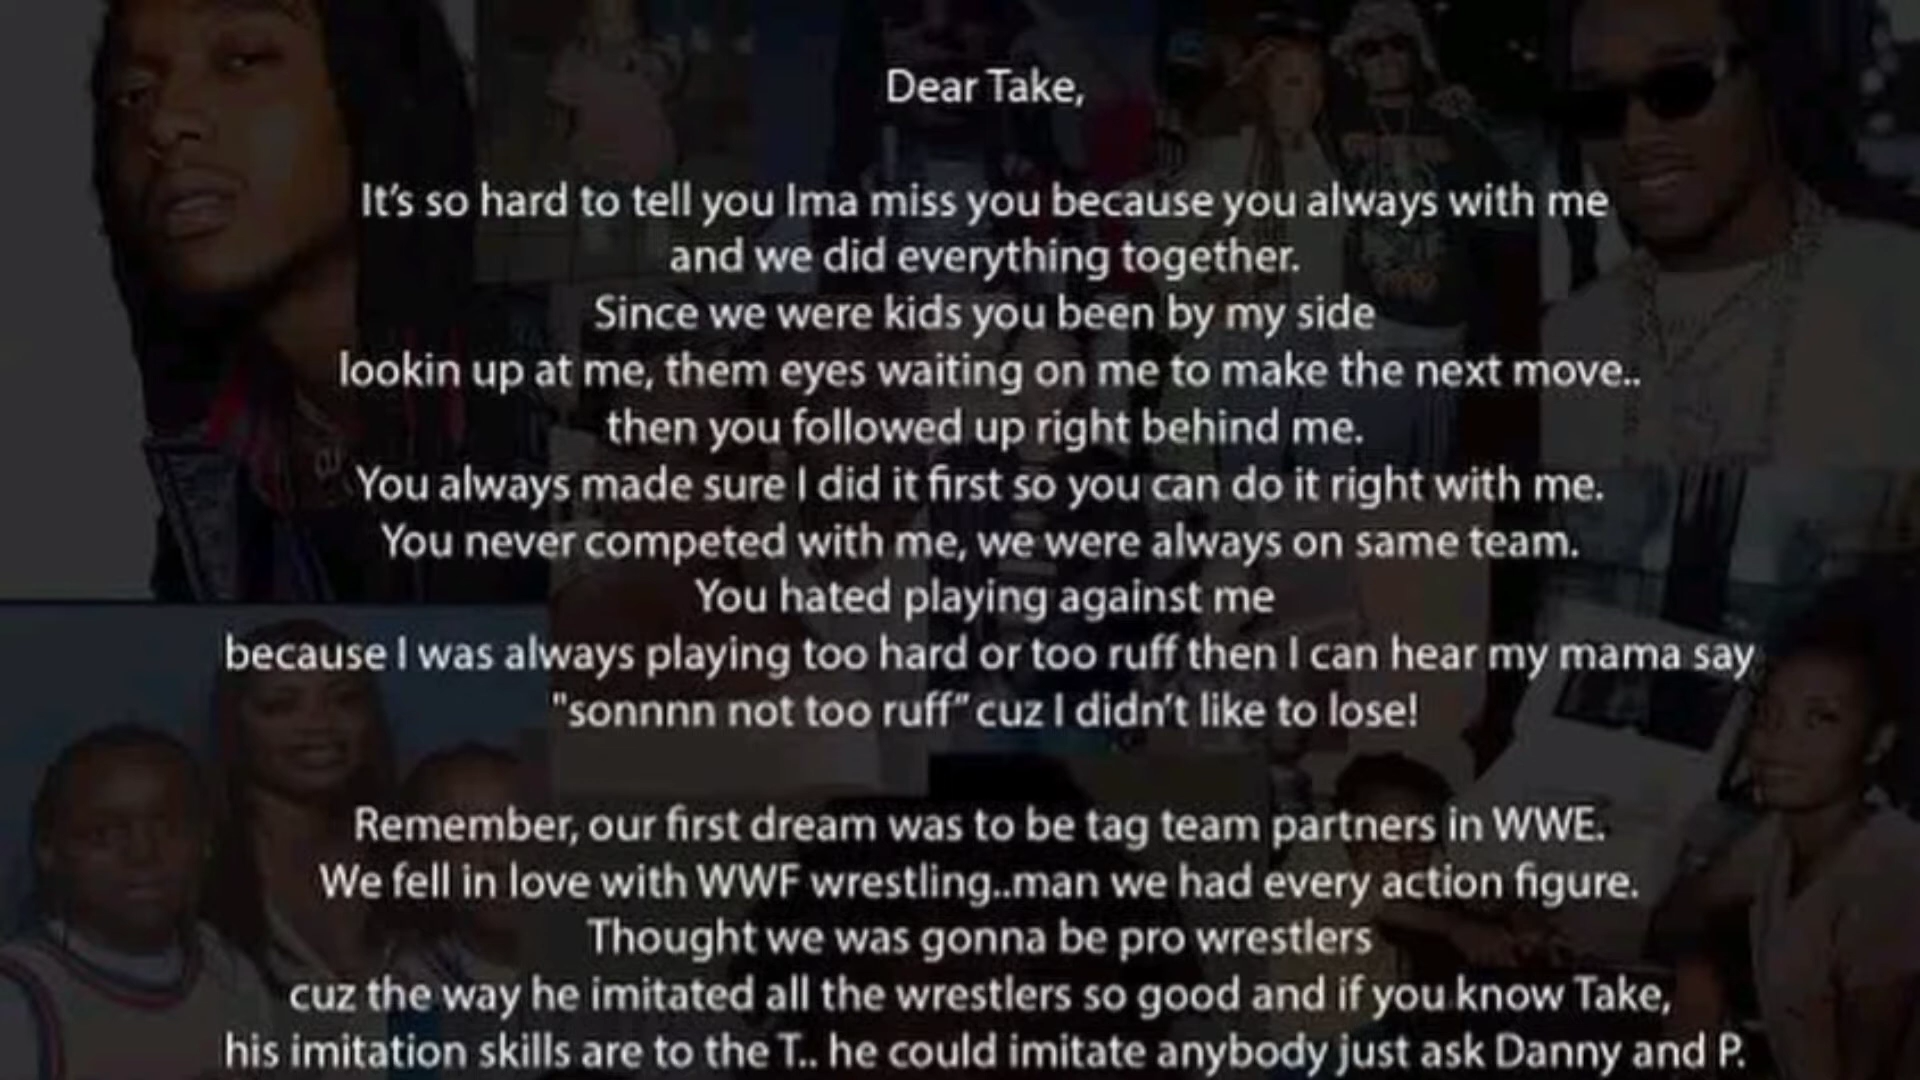 Dear Take,
It's so hard to tell you Ima miss you because you always with me
and we did everything together.
Since we were kids you been by my side
lookin up at me, them eyes waiting on me to make the next move..
then you followed up right behind me.
You always made sure I did it first so you can do it right with me.
You never competed with me, we were always on same team.
You hated playing against me
because I was always playing too hard or too ruff then I can hear my mama say
"sonnnn not too ruff” cuz I didn't like to lose!
Remember, our first dream was to be tag team partners in WWE.
We fell in love with WWF wrestling..man we had every action figure.
Thought we was gonna be pro wrestlers
cuz the way he imitated all the wrestlers so good and if you know Take,
his imitation skills are to the T.. he could imitate anybody just ask Danny and P.